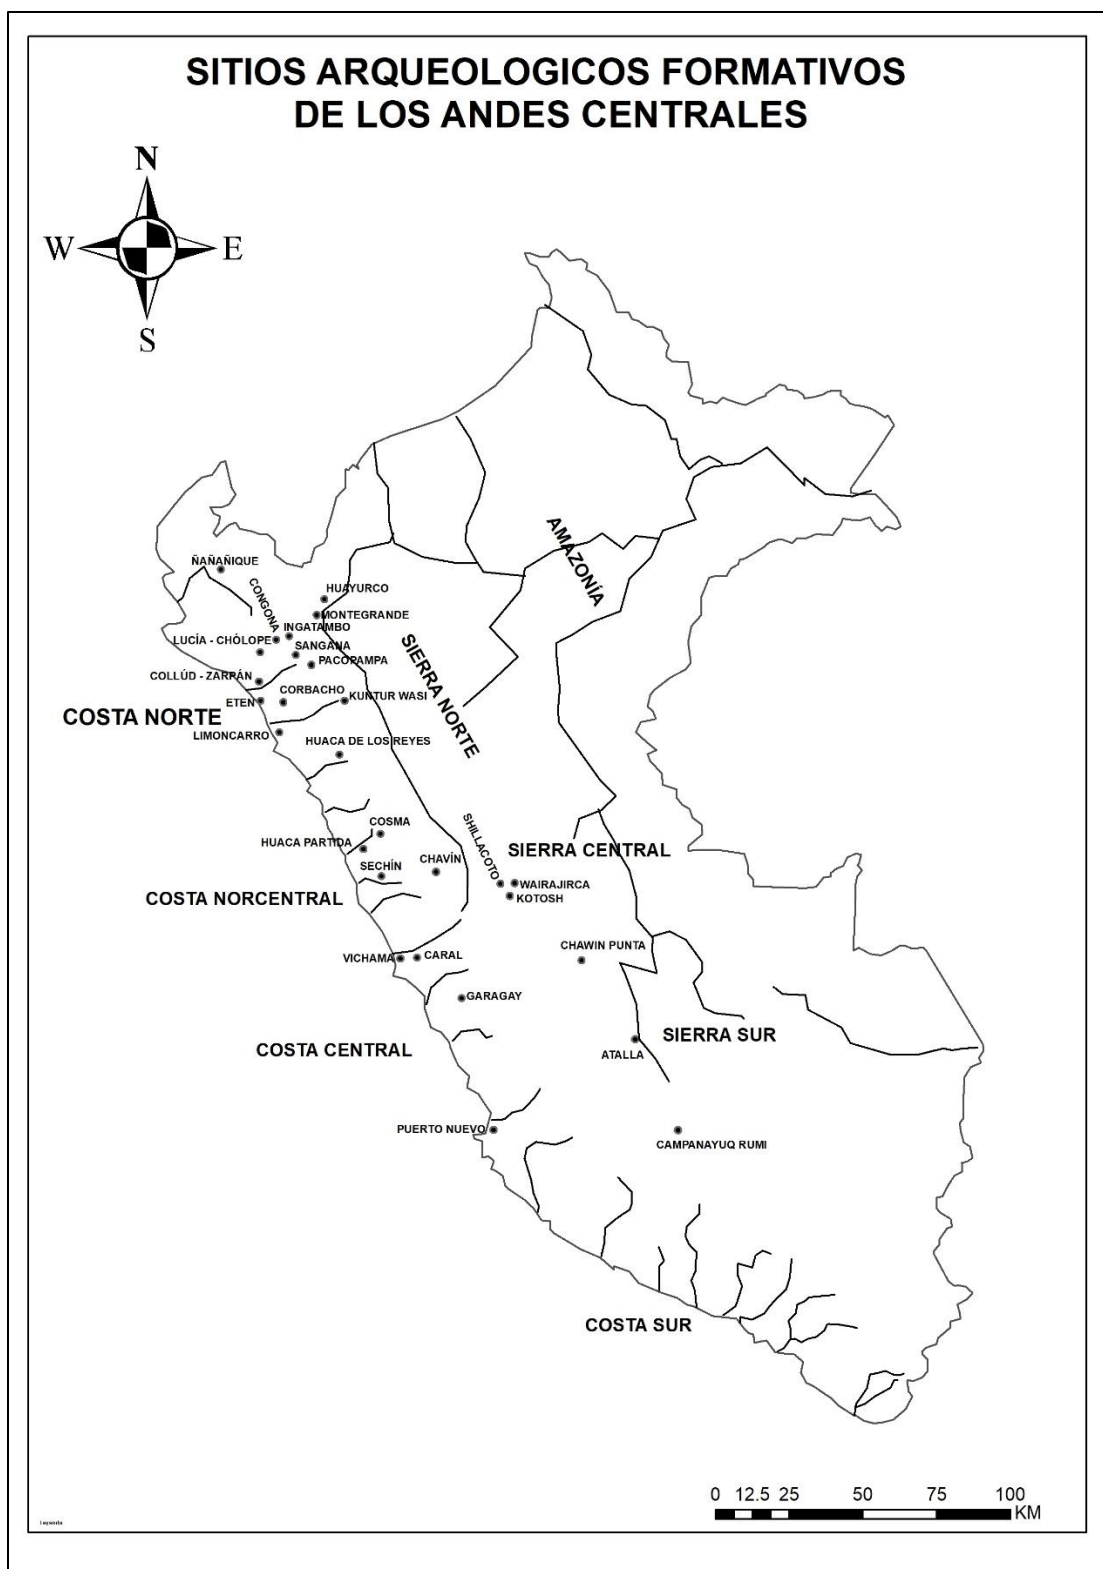 SITIOS ARQUEOLOGICOS FORMATIVOS
DE LOS ANDES CENTRALES
N
W
E
S
AMAZONÍA
ÑAÑAÑIQUE
CONGONA
HUAYURCO
MONTEGRANDE
INGATAMBO
LUCÍA - CHÓLOPE
SANGANA
PACOPAMPA
SIERRA NORTE
COLLÚD - ZARPÁN
CORBACHO
KUNTUR WASI
ETEN
COSTA NORTE
LIMONCARRO
HUACA DE LOS REYES
COSMA
SHILLACOTO
HUACA PARTIDA
SIERRA CENTRAL
SECHÍN
CHAVÍN
WAIRAJIRCA
KOTOSH
COSTA NORCENTRAL
CHAWIN PUNTA
VICHAMA
CARAL
GARAGAY
SIERRA SUR
COSTA CENTRAL
ATALLA
PUERTO NUEVO
CAMPANAYUQ RUMI
COSTA SUR
0 12.5 25 50 75 100
KM